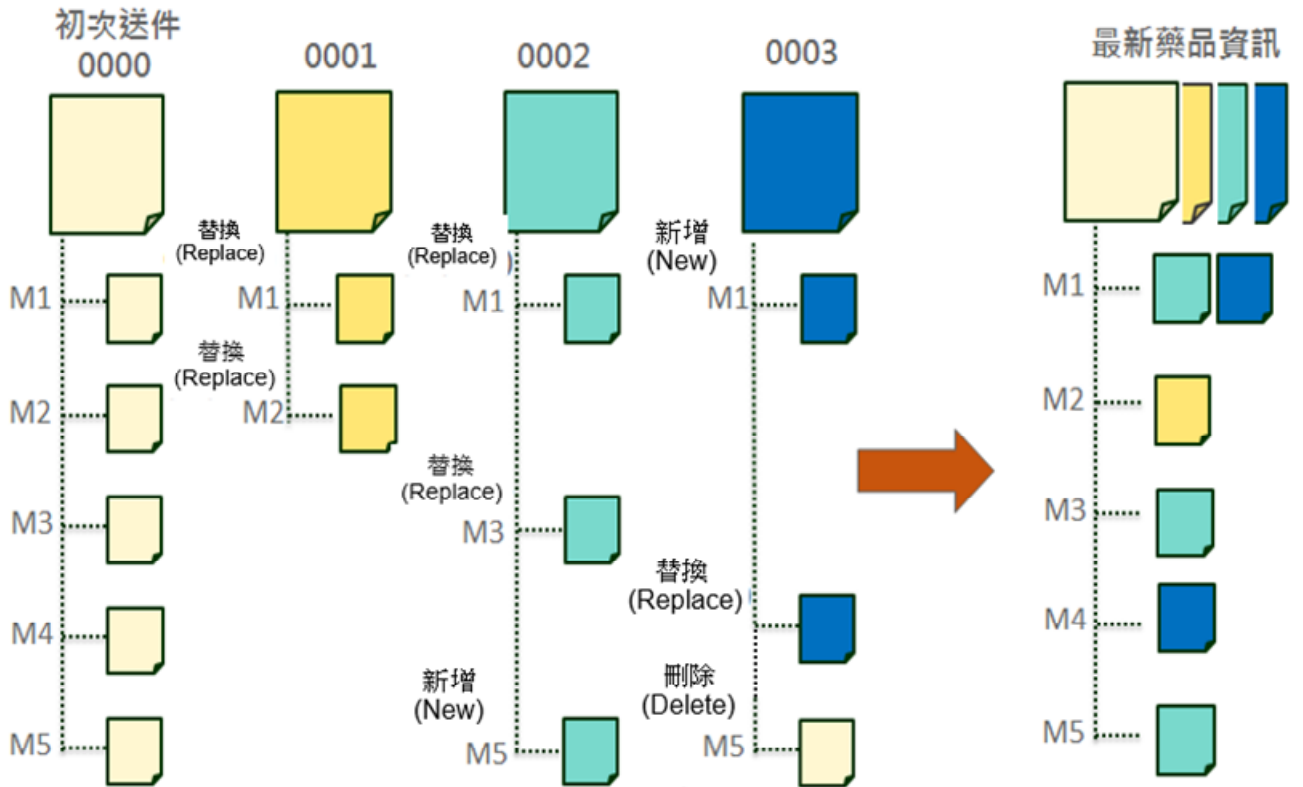 初次送件
0000
0001
0002
0003
最新藥品資訊
M1
M2
M3
M4
M5
替換
(Replace)
M1
替換
(Replace)
M2
替換
(Replace)
M1
替換
(Replace)
M3
新增
(New)
M5
新增
(New)
M1
替換
(Replace)
刪除
(Delete)
M5
M1
M2
M3
M4
M5